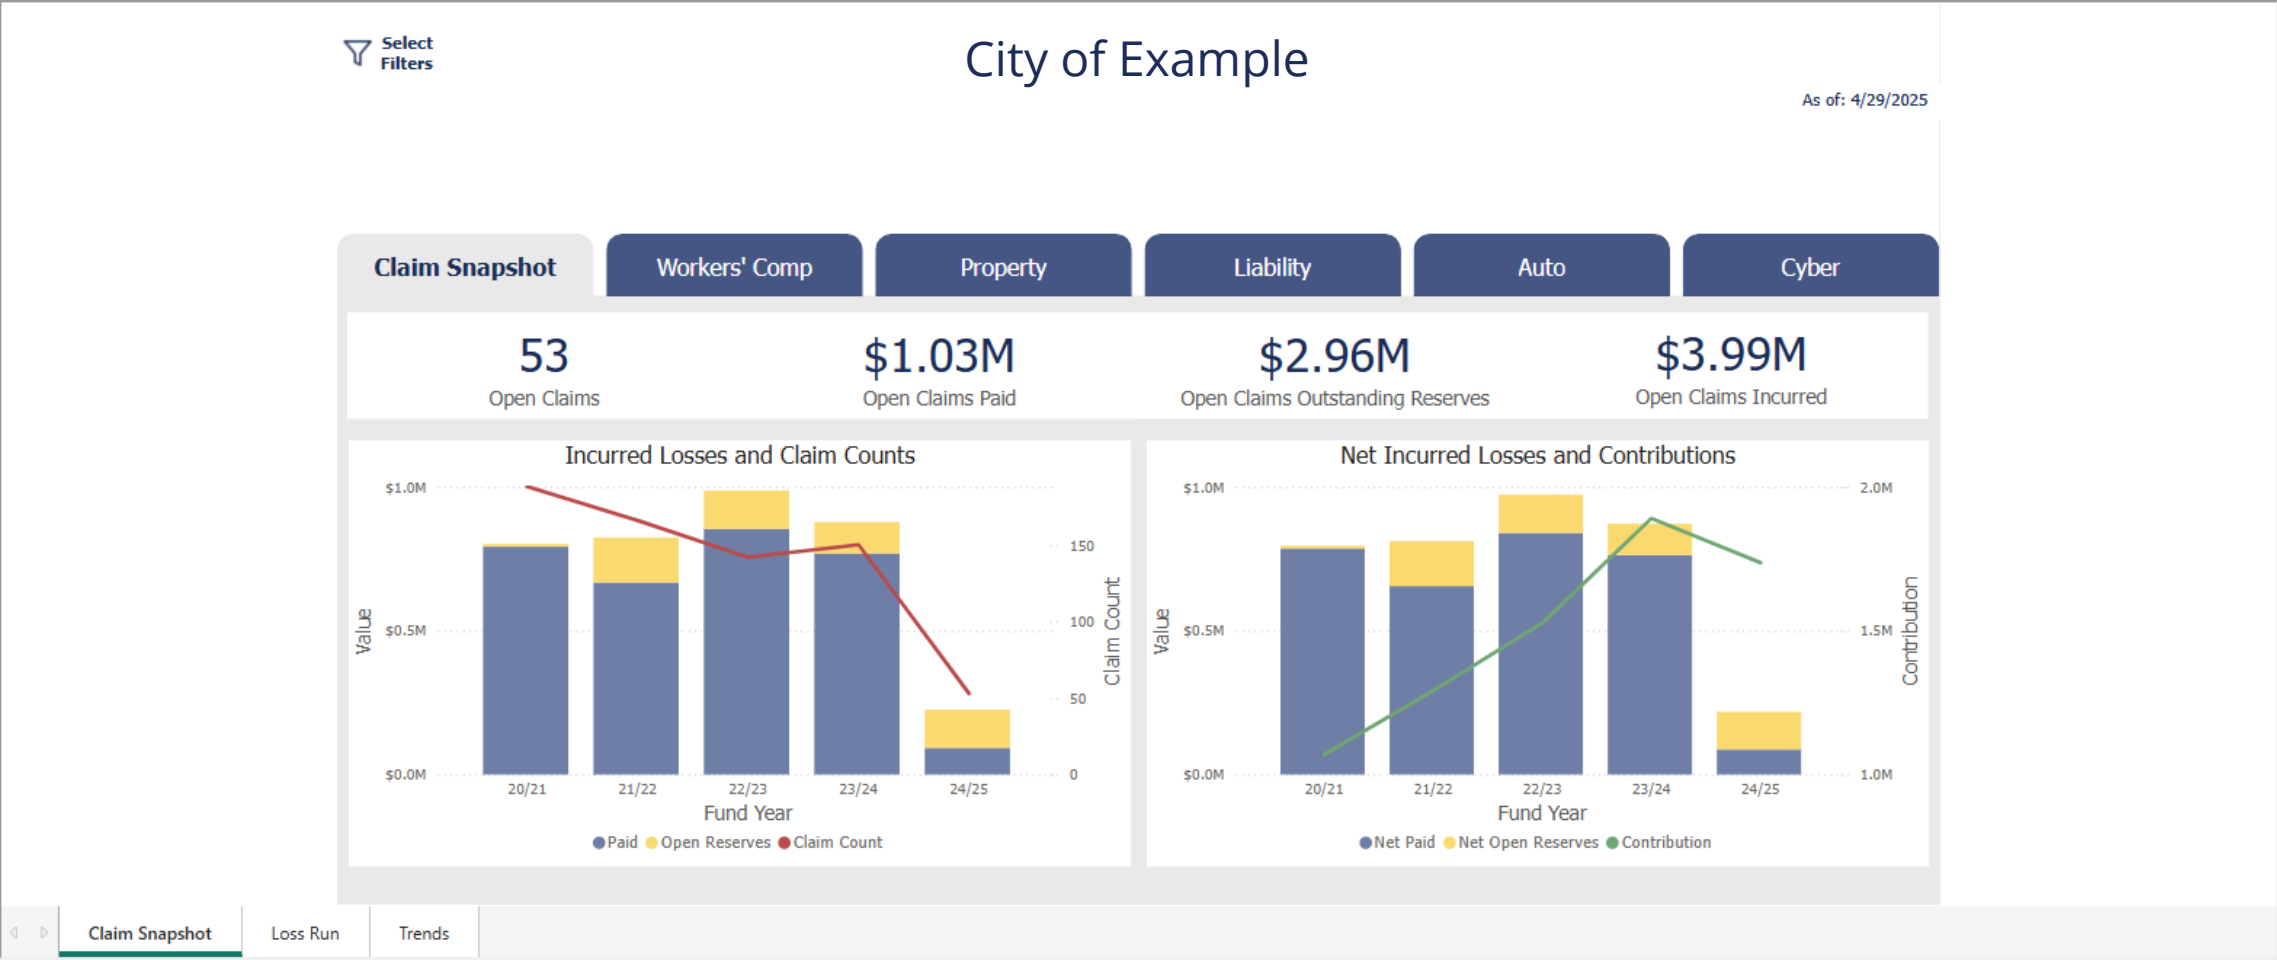 Select
Filters
City of Example
As of: 4/29/2025
Claim Snapshot
Workers' Comp
Property
Liability
Auto
Cyber
53
Open Claims
$1.03M
Open Claims Paid
$2.96M
Open Claims Outstanding Reserves
$3.99M
Open Claims Incurred
Incurred Losses and Claim Counts
$1.0M
$0.5M
$0.0M
Value
150
100
50
0
Claim Count
20/21
21/22
22/23
23/24
24/25
Fund Year
Paid
Open Reserves
Claim Count
Net Incurred Losses and Contributions
$1.0M
$0.5M
$0.0M
Value
2.0M
1.5M
1.0M
Contribution
20/21
21/22
22/23
23/24
24/25
Fund Year
Net Paid
Net Open Reserves
Contribution
Claim Snapshot
Loss Run
Trends